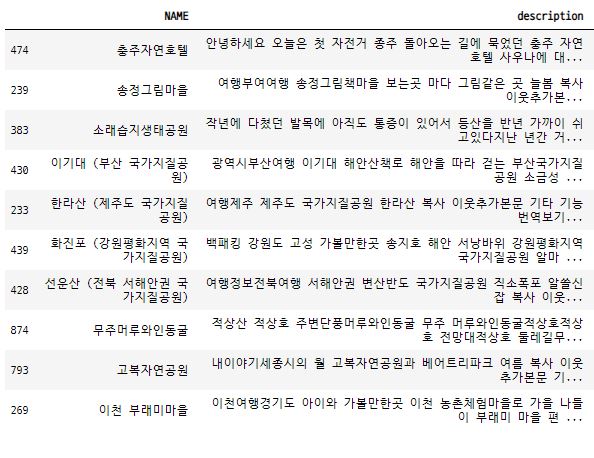 NAME description
474 충주자연호텔 안녕하세요 오늘은 첫 자전거 종주 돌아오는 길에 묵었던 충주 자연
호텔 사우나에 대...
239 송정그림마을 여행부여여행 송정그림책마을 보는곳 마다 그림같은 곳 늘봄 복사
이웃추가본...
383 소래습지생태공원 작년에 다쳤던 발목에 아직도 통증이 있어서 등산을 반년 가까이 쉬
고있다지난 년간 거...
430 이기대 (부산 국가지질공
원) 광역시부산여행 이기대 해안산책로 해안을 따라 걷는 부산국가지질
공원 소금성 ...
233 한라산 (제주도 국가지질
공원) 여행제주 제주도 국가지질공원 한라산 복사 이웃추가본문 기타 기능
번역보기...
439 화진포 (강원평화지역 국
가지질공원) 백패킹 강원도 고성 가볼만한곳 송지호 해안 서낭바위 강원평화지역
국가지질공원 알마 ...
428 선운산 (전북 서해안권 국
가지질공원) 여행정보전북여행 서해안권 변산반도 국가지질공원 직소폭포 알쓸신
잡 복사 이웃...
874 무주머루와인동굴 적상산 적상호 주변단풍머루와인동굴 무주 머루와인동굴적상호적상
호 전망대적상호 둘레길무...
793 고복자연공원 내이야기세종시의 월 고복자연공원과 베어트리파크 여름 복사 이웃
추가본문 기...
269 이천 부래미마을 이천여행경기도 아이와 가볼만한곳 이천 농촌체험마을로 가을 나들
이 부래미 마을 편 ...